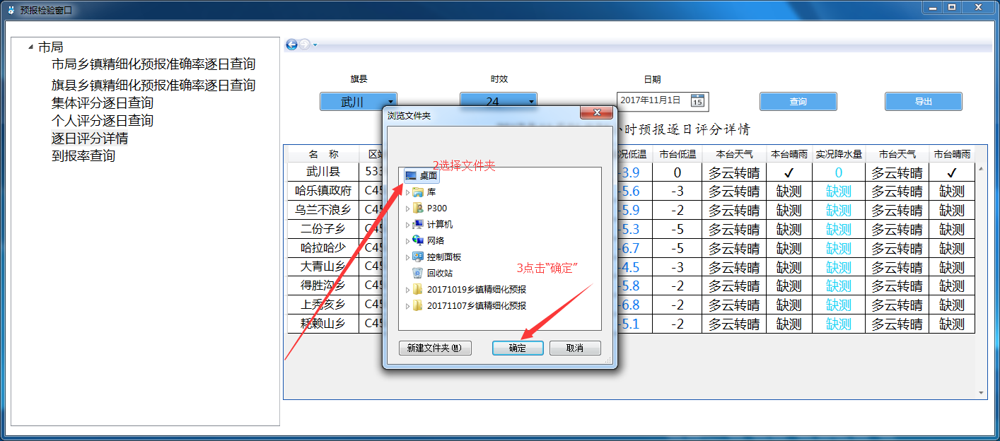 预报检验窗口
市局
市局乡镇精细化预报准确率逐日查询
旗县乡镇精细化预报准确率逐日查询
集体评分逐日查询
个人评分逐日查询
逐日评分详情
到报率查询
旗县 时效 日期
武川 24 2017年11月1日 15 查询 导出
小时预报逐日评分详情
名 称 区站 况低温 市台低温 本台天气 本台晴雨 实况降水量 市台天气 市台晴雨
武川县 533 -3.9 0 多云转晴 ✓ 0 多云转晴 ✓
哈乐镇政府 C45 -5.6 -3 多云转晴 缺测 缺测 多云转晴 缺测
乌兰不浪乡 C45 -5.9 -2 多云转晴 缺测 缺测 多云转晴 缺测
二份子乡 C45 -5.3 -5 多云转晴 缺测 缺测 多云转晴 缺测
哈拉哈少 C45 -6.7 -5 多云转晴 缺测 缺测 多云转晴 缺测
大青山乡 C45 -4.5 -3 多云转晴 缺测 缺测 多云转晴 缺测
得胜沟乡 C45 -5.8 -2 多云转晴 缺测 缺测 多云转晴 缺测
上秃亥乡 C45 -6.8 -2 多云转晴 缺测 缺测 多云转晴 缺测
耗赖山乡 C45 -5.1 -2 多云转晴 缺测 缺测 多云转晴 缺测
浏览文件夹
2选择文件夹
桌面
库
P300
计算机
网络
控制面板
回收站
20171019乡镇精细化预报
20171107乡镇精细化预报
3点击“确定”
新建文件夹(M) 确定 取消